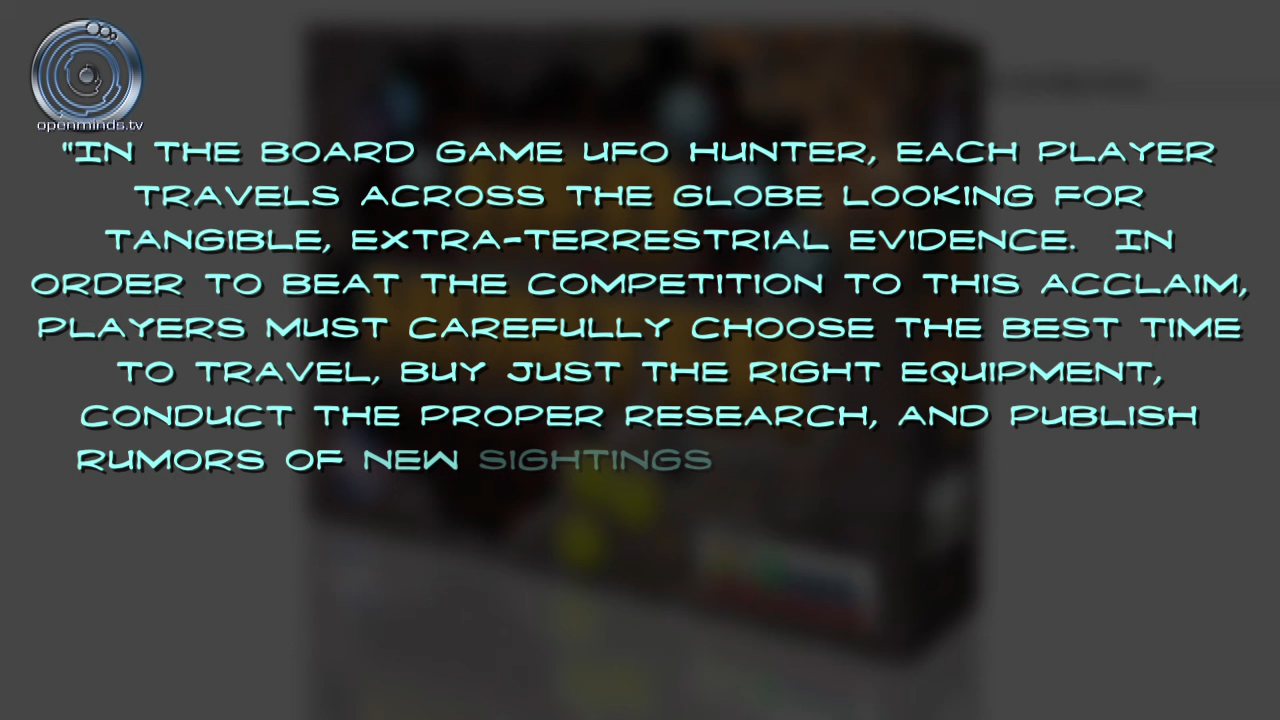 openminds.tv
"IN THE BOARD GAME UFO HUNTER, EACH PLAYER
TRAVELS ACROSS THE GLOBE LOOKING FOR
TANGIBLE, EXTRA-TERRESTRIAL EVIDENCE. IN
ORDER TO BEAT THE COMPETITION TO THIS ACCLAIM,
PLAYERS MUST CAREFULLY CHOOSE THE BEST TIME
TO TRAVEL, BUY JUST THE RIGHT EQUIPMENT,
CONDUCT THE PROPER RESEARCH, AND PUBLISH
RUMORS OF NEW SIGHTINGS